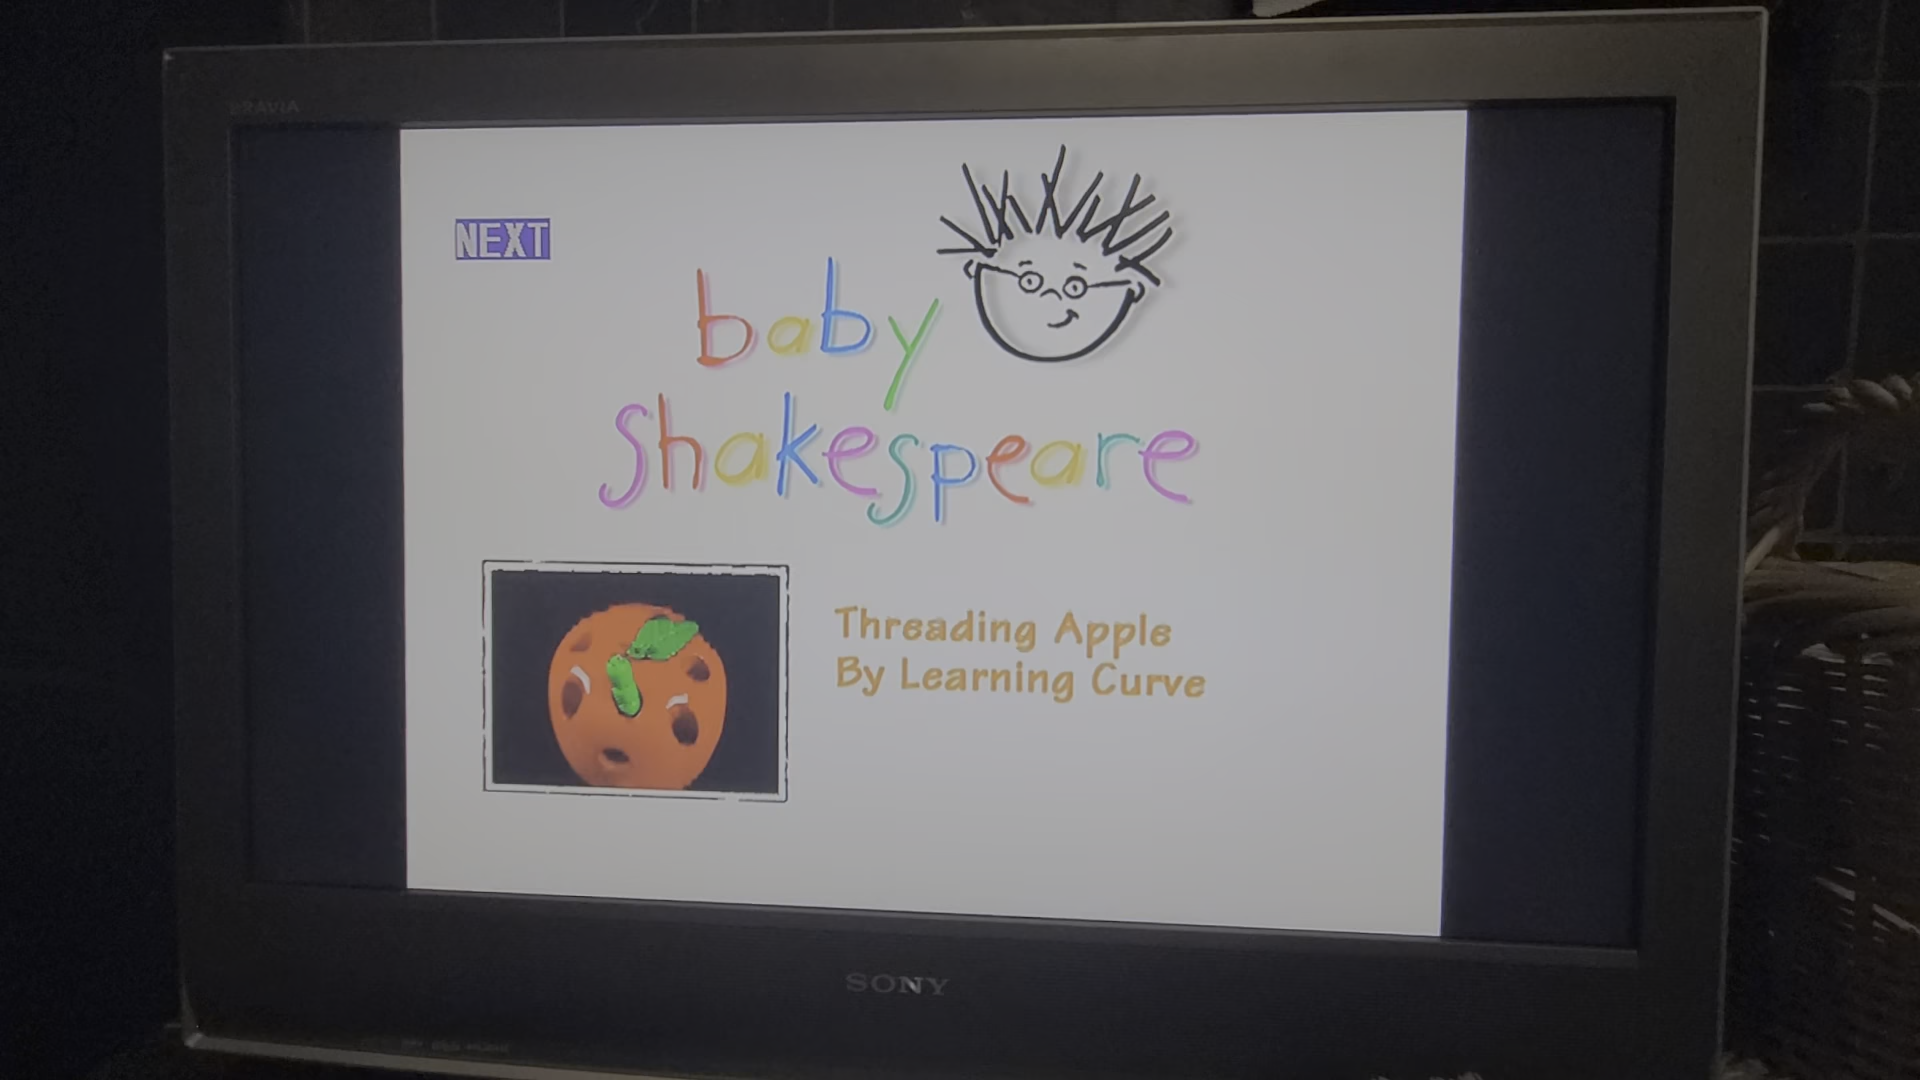 BRAVIA
NEXT
baby
shakespeare
Threading Apple
By Learning Curve
SONY